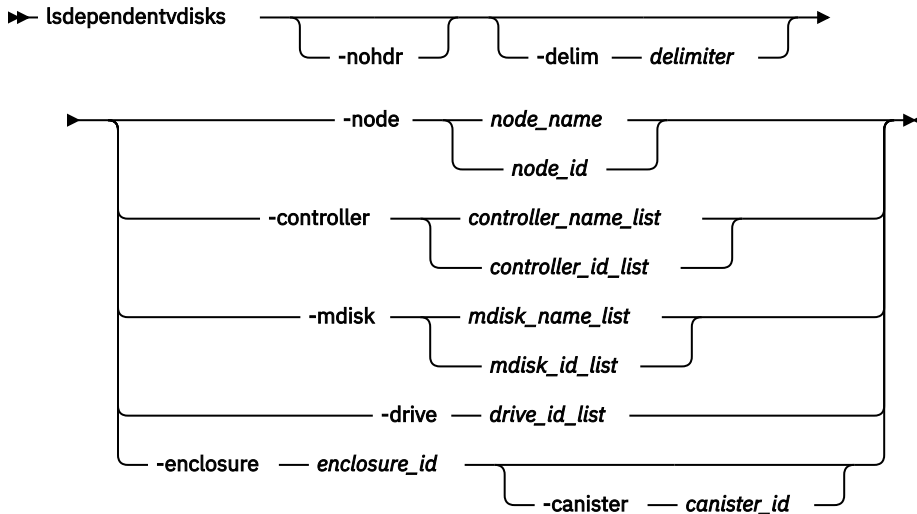 lsdependentvdisks
-nohdr -delim delimiter
-node node_name
node_id
-controller controller_name_list
controller_id_list
-mdisk mdisk_name_list
mdisk_id_list
-drive drive_id_list
-enclosure enclosure_id
-canister canister_id